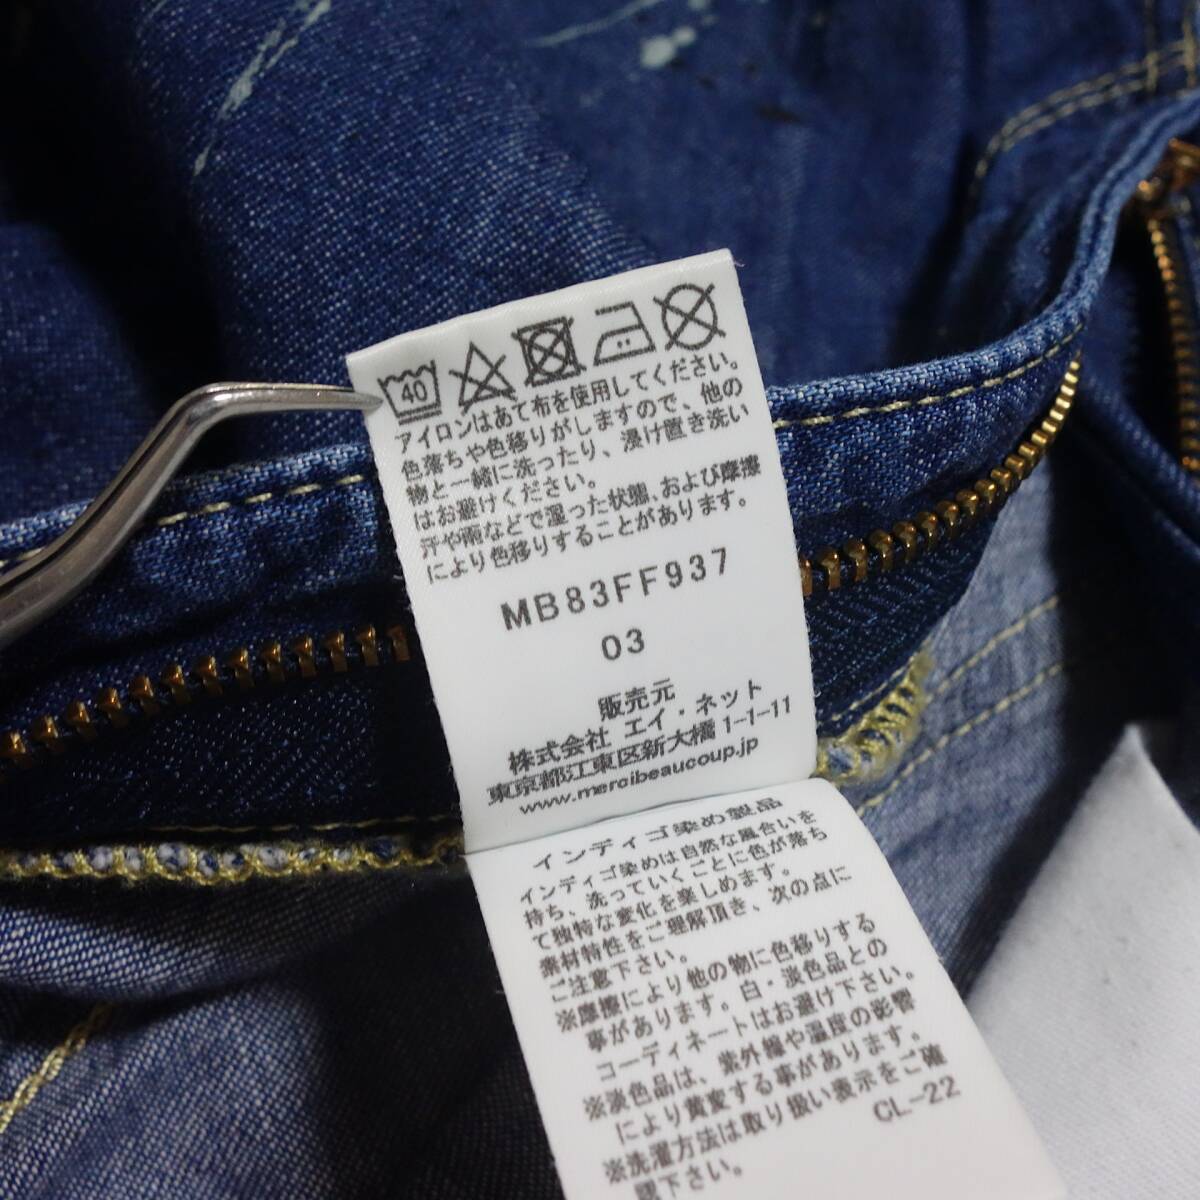 40
アイロンはあて布を使用してください。
色落ちや色移りがしますので、他の
物と一緒に洗ったり、浸け置き洗い
はお避けください。
汗や雨などで湿った状態、および摩擦
により色移りすることがあります。
MB83FF937
03
販売元
株式会社 エイ・ネット
東京都江東区新大橋1-1-11
www.mercibeaucoup.jp
インディゴ染め製品
インディゴ染めは自然な風合いを
持ち、洗っていくごとに色が落ち
て独特な変化を楽しめます。
素材特性をご理解頂き、次の点に
ご注意下さい。
※摩擦により他の物に色移りする
事があります。白・淡色品との
コーディネートはお避け下さい。
※淡色品は、紫外線や温度の影響
により黄変する事があります。
※洗濯方法は取り扱い表示をご確
認下さい。
CL-22